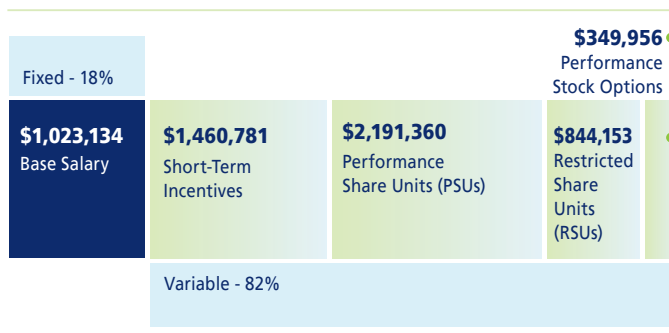 $349,956
Performance
Stock Options
Fixed - 18%
$1,023,134
Base Salary
$1,460,781
Short-Term
Incentives
$2,191,360
Performance
Share Units (PSUs)
$844,153
Restricted
Share
Units
(RSUs)
Variable - 82%